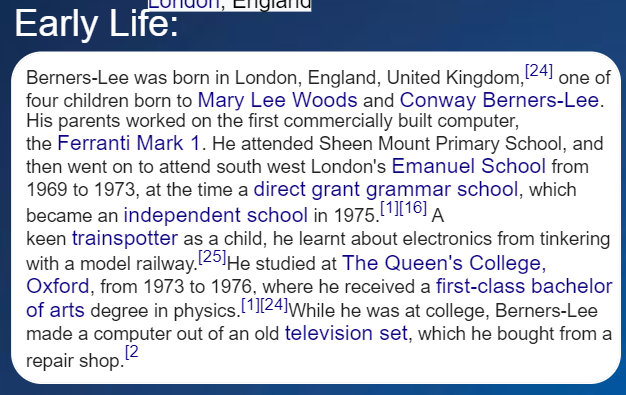 London, England
Early Life:
Berners-Lee was born in London, England, United Kingdom,[24] one of
four children born to Mary Lee Woods and Conway Berners-Lee.
His parents worked on the first commercially built computer,
the Ferranti Mark 1. He attended Sheen Mount Primary School, and
then went on to attend south west London's Emanuel School from
1969 to 1973, at the time a direct grant grammar school, which
became an independent school in 1975.[1][16] A
keen trainspotter as a child, he learnt about electronics from tinkering
with a model railway.[25]He studied at The Queen's College,
Oxford, from 1973 to 1976, where he received a first-class bachelor
of arts degree in physics.[1][24]While he was at college, Berners-Lee
made a computer out of an old television set, which he bought from a
repair shop.[2